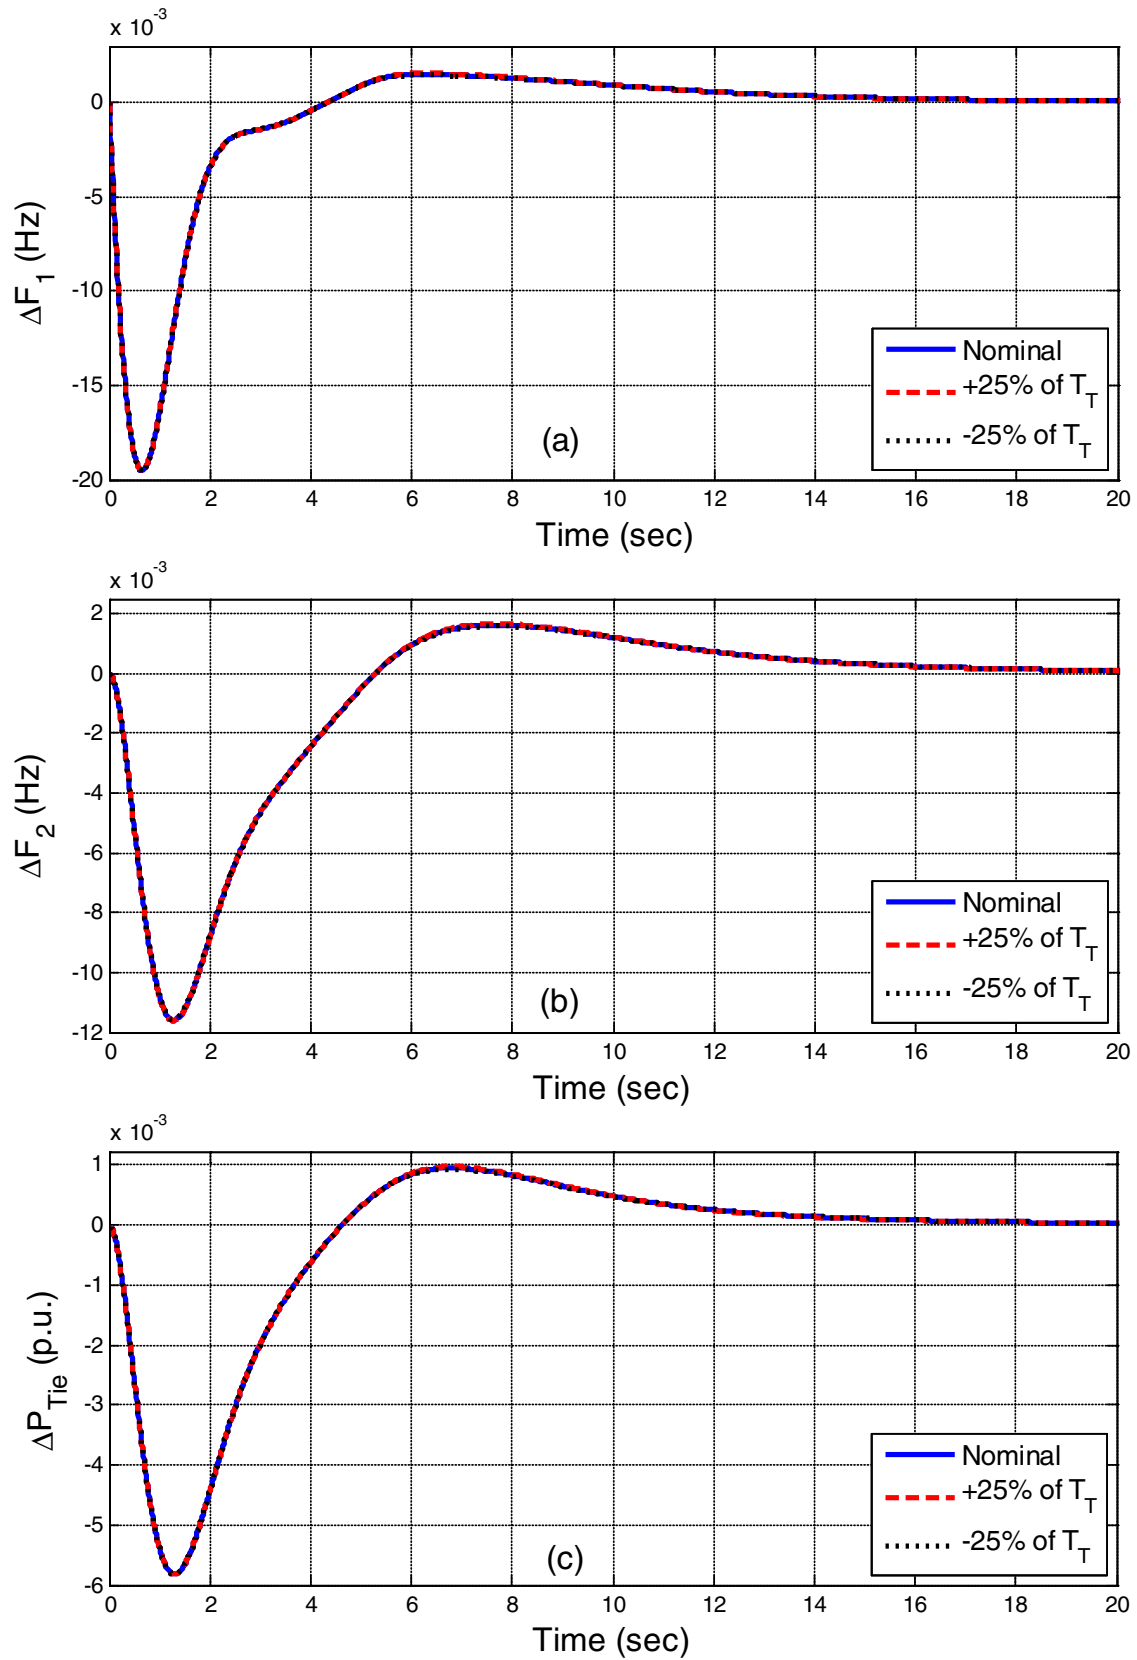 x 10-3
0
-5
-10
-15
-20
ΔF1 (Hz)
Nominal
+25% of TT
-25% of TT
(a)
0 2 4 6 8 10 12 14 16 18 20
Time (sec)
x 10-3
2
0
-2
-4
-6
-8
-10
-12
ΔF2 (Hz)
Nominal
+25% of TT
-25% of TT
(b)
0 2 4 6 8 10 12 14 16 18 20
Time (sec)
x 10-3
1
0
-1
-2
-3
-4
-5
-6
ΔPTie (p.u.)
Nominal
+25% of TT
-25% of TT
(c)
0 2 4 6 8 10 12 14 16 18 20
Time (sec)